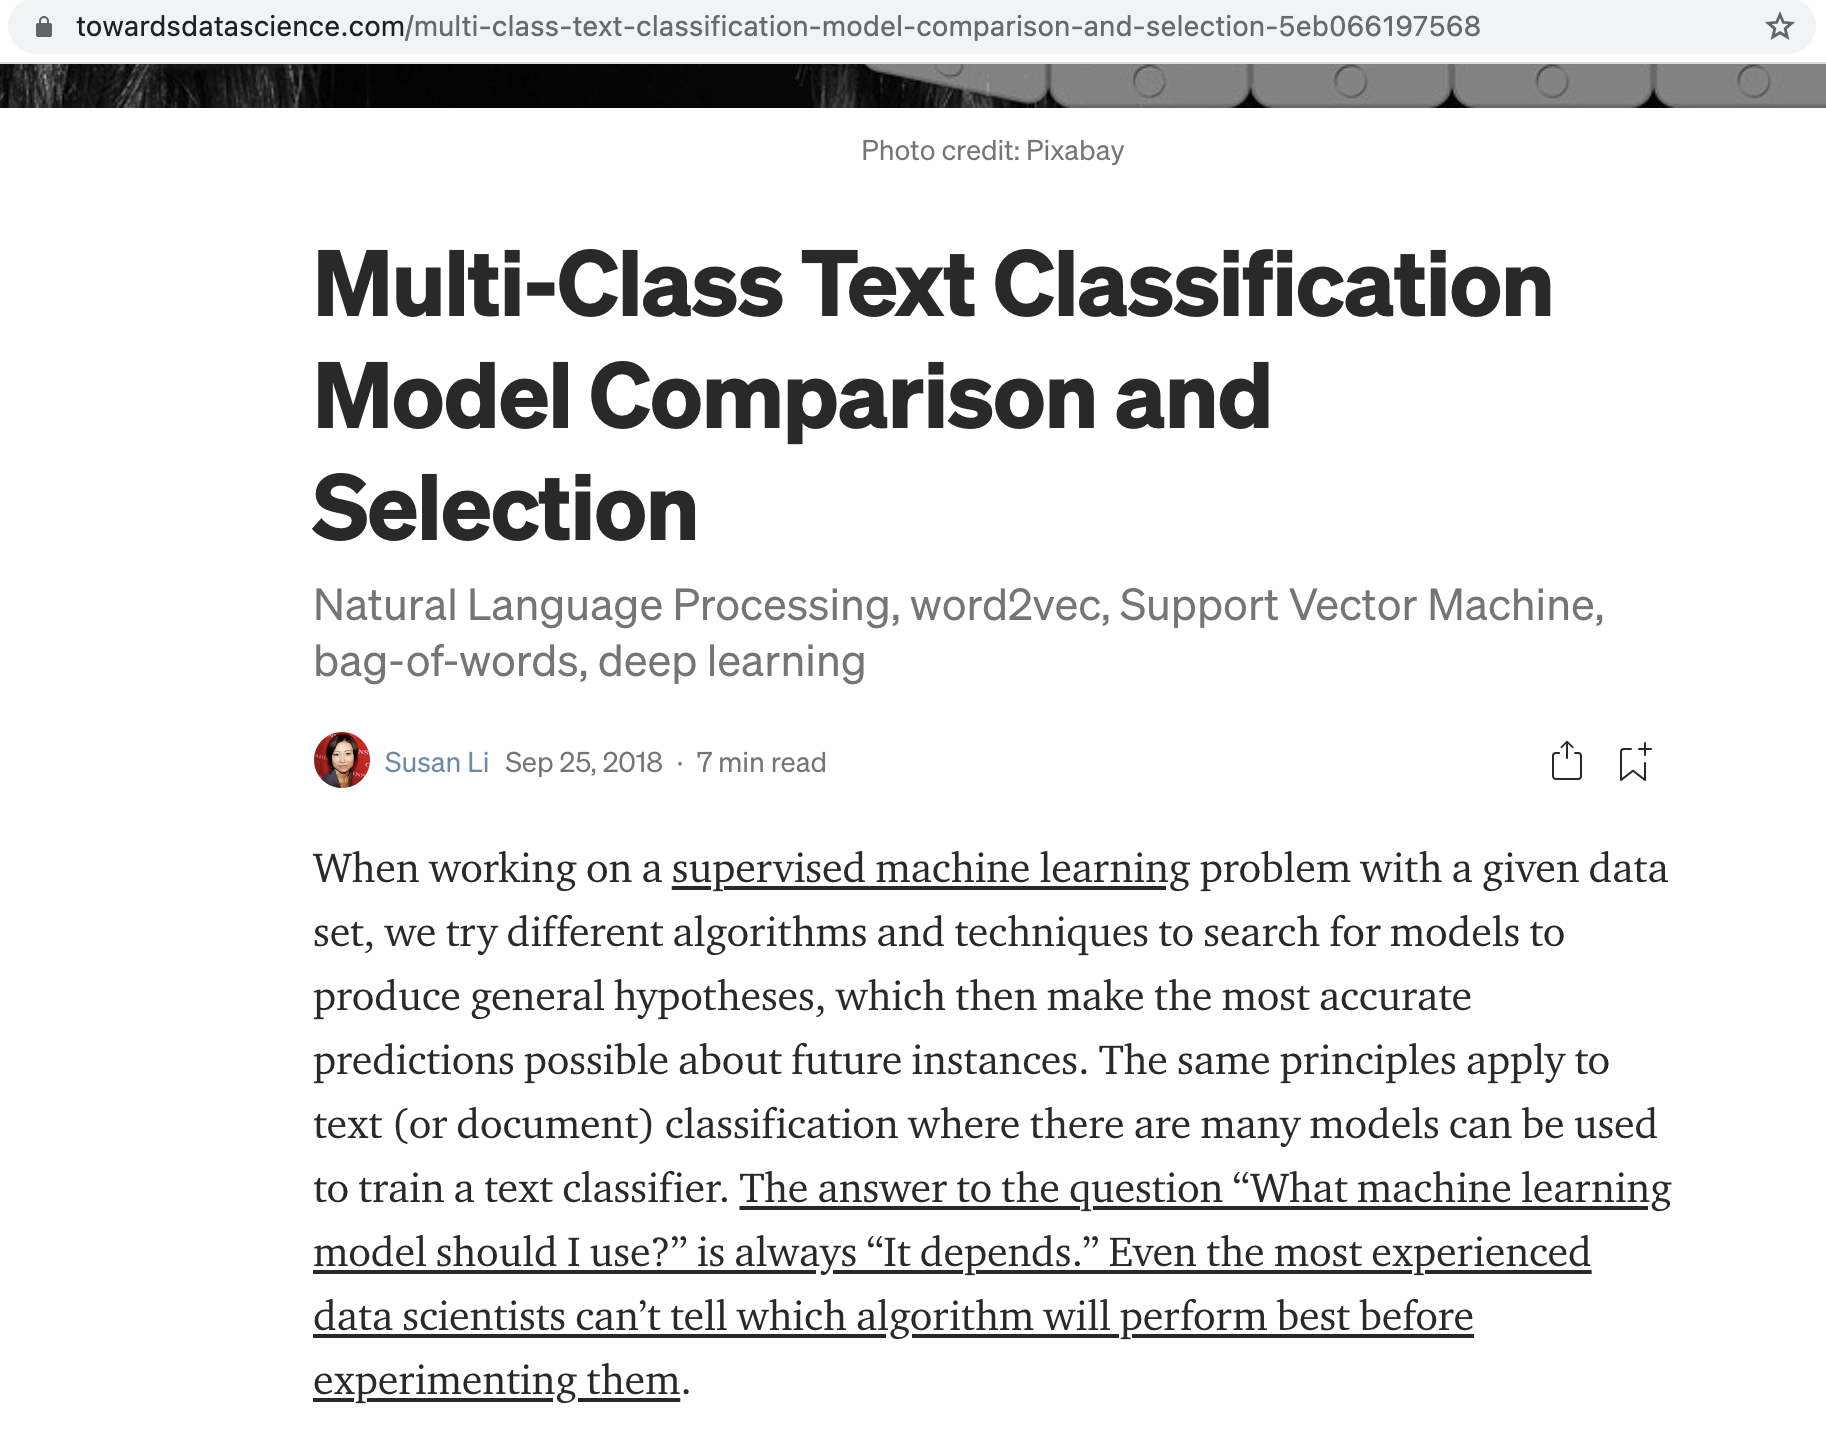 towardsdatascience.com/multi-class-text-classification-model-comparison-and-selection-5eb066197568
Photo credit: Pixabay
Multi-Class Text Classification
Model Comparison and
Selection
Natural Language Processing, word2vec, Support Vector Machine,
bag-of-words, deep learning
Susan Li Sep 25, 2018 · 7 min read
When working on a supervised machine learning problem with a given data
set, we try different algorithms and techniques to search for models to
produce general hypotheses, which then make the most accurate
predictions possible about future instances. The same principles apply to
text (or document) classification where there are many models can be used
to train a text classifier. The answer to the question “What machine learning
model should I use?” is always “It depends.” Even the most experienced
data scientists can’t tell which algorithm will perform best before
experimenting them.